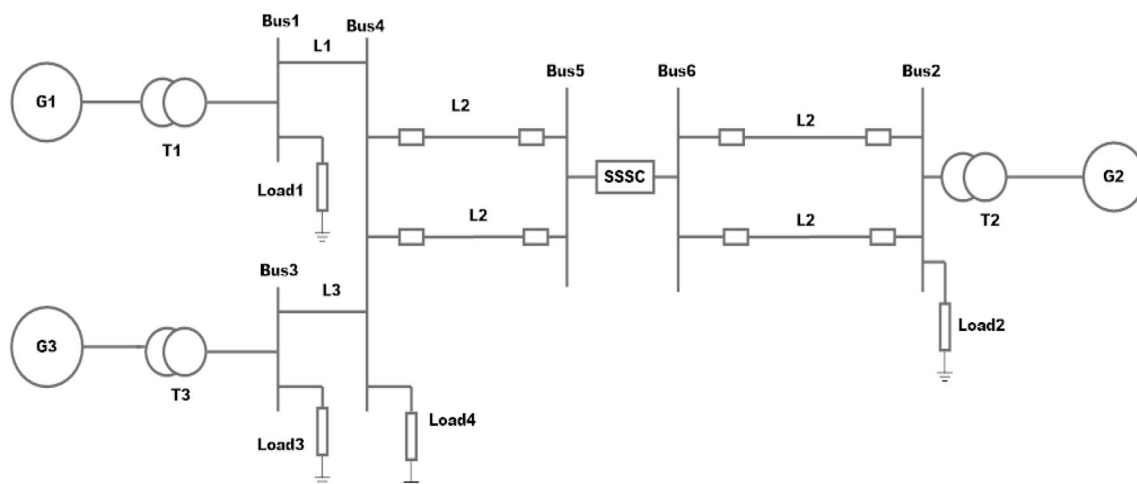 Bus1
Bus4
L1
G1
T1
Load1
L2
L2
Bus5
Bus6
SSSC
L2
L2
Bus2
G2
T2
Load2
Bus3
L3
G3
T3
Load3
Load4